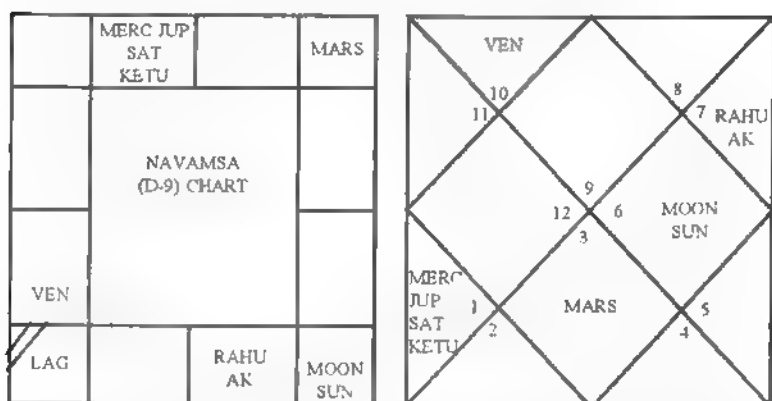 MERC JUP
SAT
KETU
MARS
NAVAMSA
(D-9) CHART
VEN
LAG
RAHU
AK
MOON
SUN
VEN
10
11
8
7
RAHU
AK
9
12
6
3
MOON
SUN
MERC
JUP
SAT
KETU
1
2
MARS
5
4